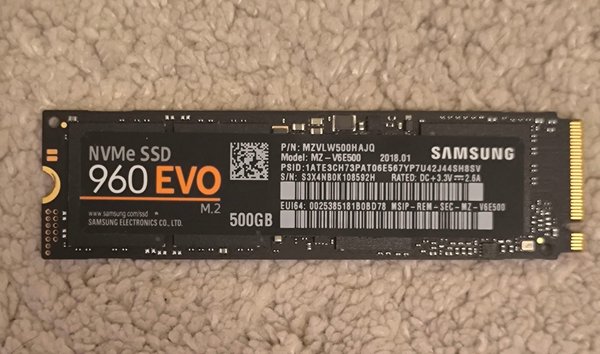 NVMe SSD
960 EVO
M.2
www.samsung.com/ssd
SAMSUNG ELECTRONICS CO., LTD.
500GB
P/N: MZVLW500HAJQ
Model: MZ-V6E500 2018.01
PSID:1ATE3CH73PAT06E567YP7U42J44SH8SV
S/N: S3X4NB0K108592H RATED: DC+3.3V⎓2.6A
EUI64: 0025385181B0BD78 MSIP-REM-SEC-MZ-V6E500
SAMSUNG